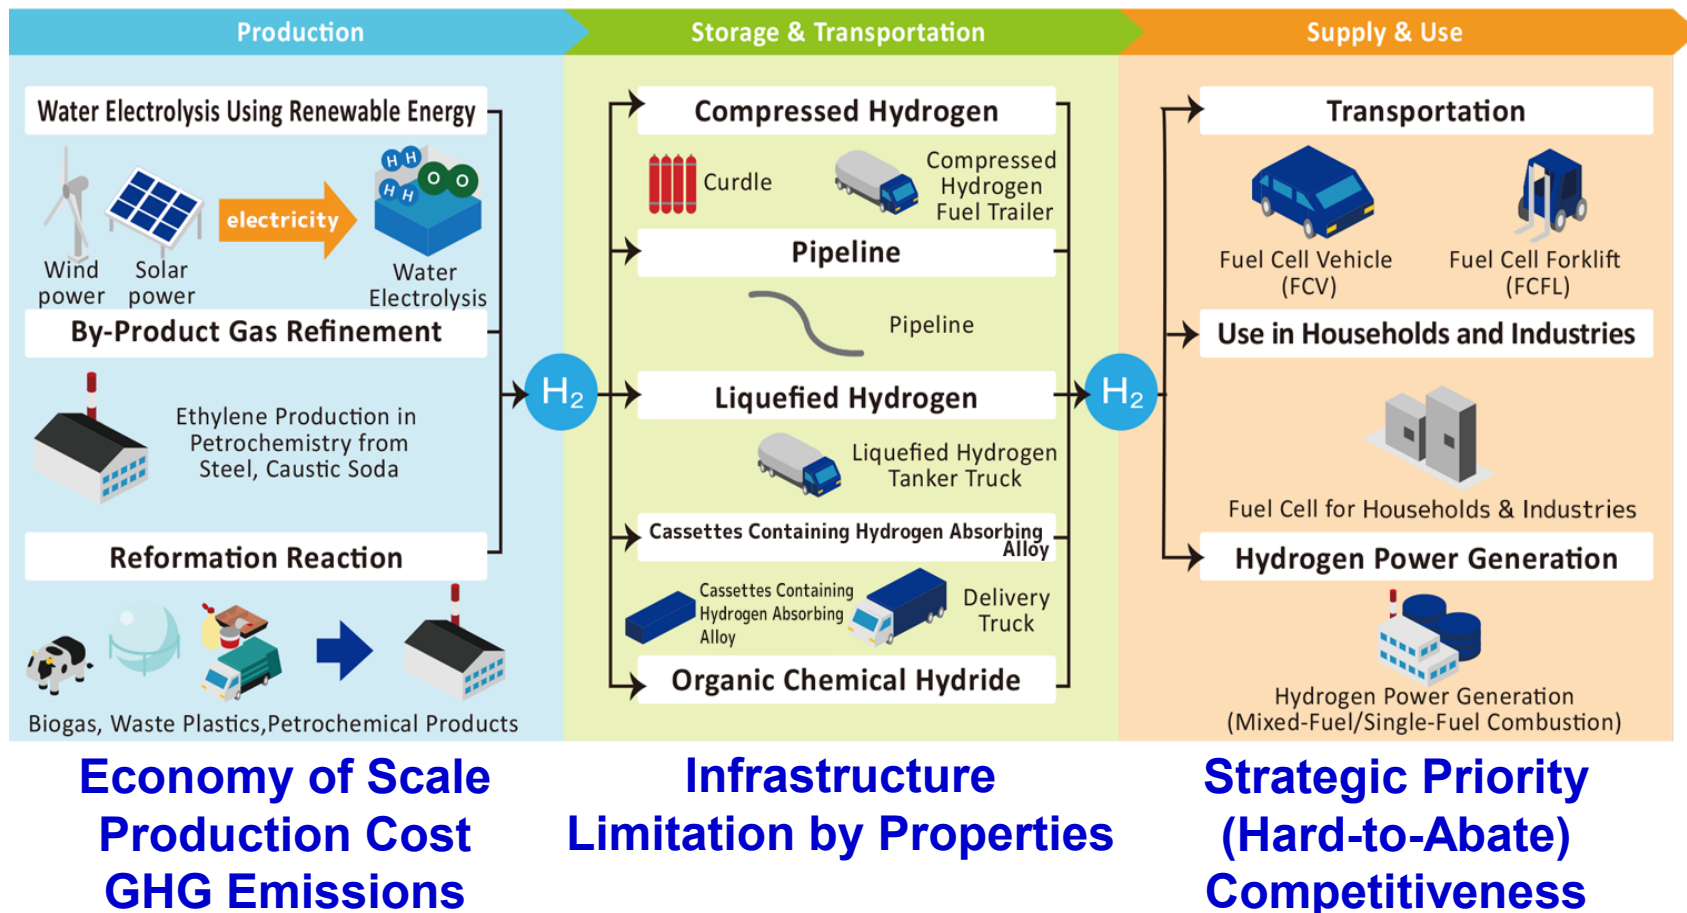 Production
Storage & Transportation
Supply & Use
Water Electrolysis Using Renewable Energy
H H
H H
O O
electricity
Wind
power
Solar
power
Water
Electrolysis
By-Product Gas Refinement
Ethylene Production in
Petrochemistry from
Steel, Caustic Soda
Reformation Reaction
Biogas, Waste Plastics,Petrochemical Products
H₂
Compressed Hydrogen
Curdle
Compressed
Hydrogen
Fuel Trailer
Pipeline
Pipeline
Liquefied Hydrogen
Liquefied Hydrogen
Tanker Truck
Cassettes Containing Hydrogen Absorbing
Alloy
Cassettes Containing
Hydrogen Absorbing
Alloy
Delivery
Truck
Organic Chemical Hydride
H₂
Transportation
Fuel Cell Vehicle
(FCV)
Fuel Cell Forklift
(FCFL)
Use in Households and Industries
Fuel Cell for Households & Industries
Hydrogen Power Generation
Hydrogen Power Generation
(Mixed-Fuel/Single-Fuel Combustion)
Economy of Scale
Production Cost
GHG Emissions
Infrastructure
Limitation by Properties
Strategic Priority
(Hard-to-Abate)
Competitiveness